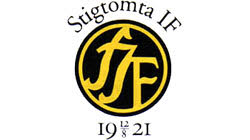 Stigtomta IF
SIF
19 12/8 21